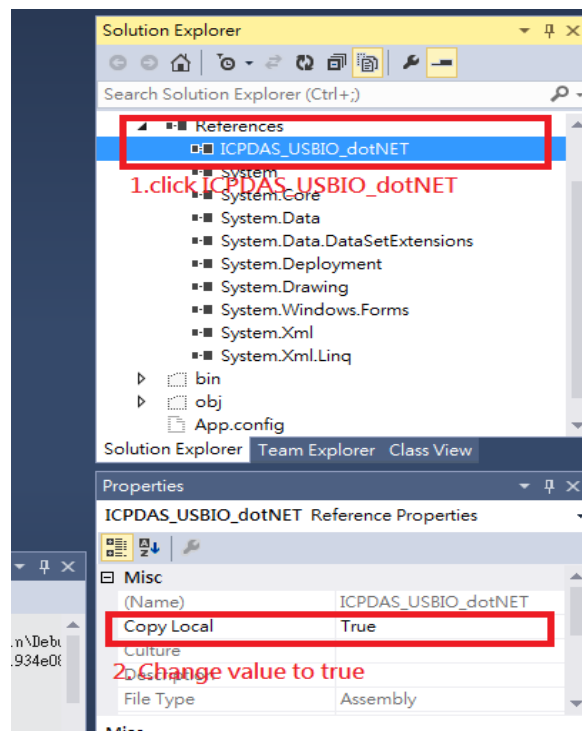 Solution Explorer
Search Solution Explorer (Ctrl+;)
References
ICPDAS_USBIO_dotNET
System
1.click ICPDAS_USBIO_dotNET
System.Core
System.Data
System.Data.DataSetExtensions
System.Deployment
System.Drawing
System.Windows.Forms
System.Xml
System.Xml.Linq
bin
obj
App.config
Solution Explorer Team Explorer Class View
Properties
ICPDAS_USBIO_dotNET Reference Properties
Misc
(Name) ICPDAS_USBIO_dotNET
Copy Local True
Culture
Description
2. Change value to true
File Type Assembly
Misc
n\Debu
934e08